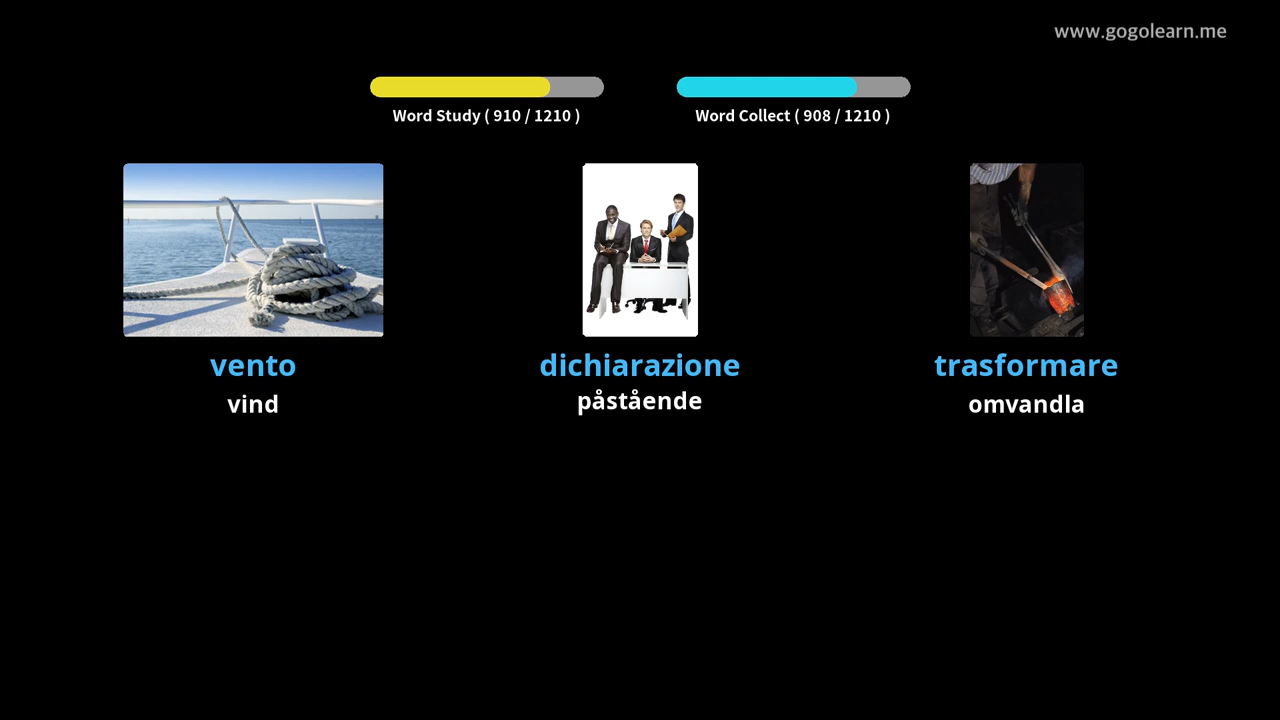 www.gogolearn.me
Word Study ( 910 / 1210 )
Word Collect ( 908 / 1210 )
vento
vind
dichiarazione
påstående
trasformare
omvandla